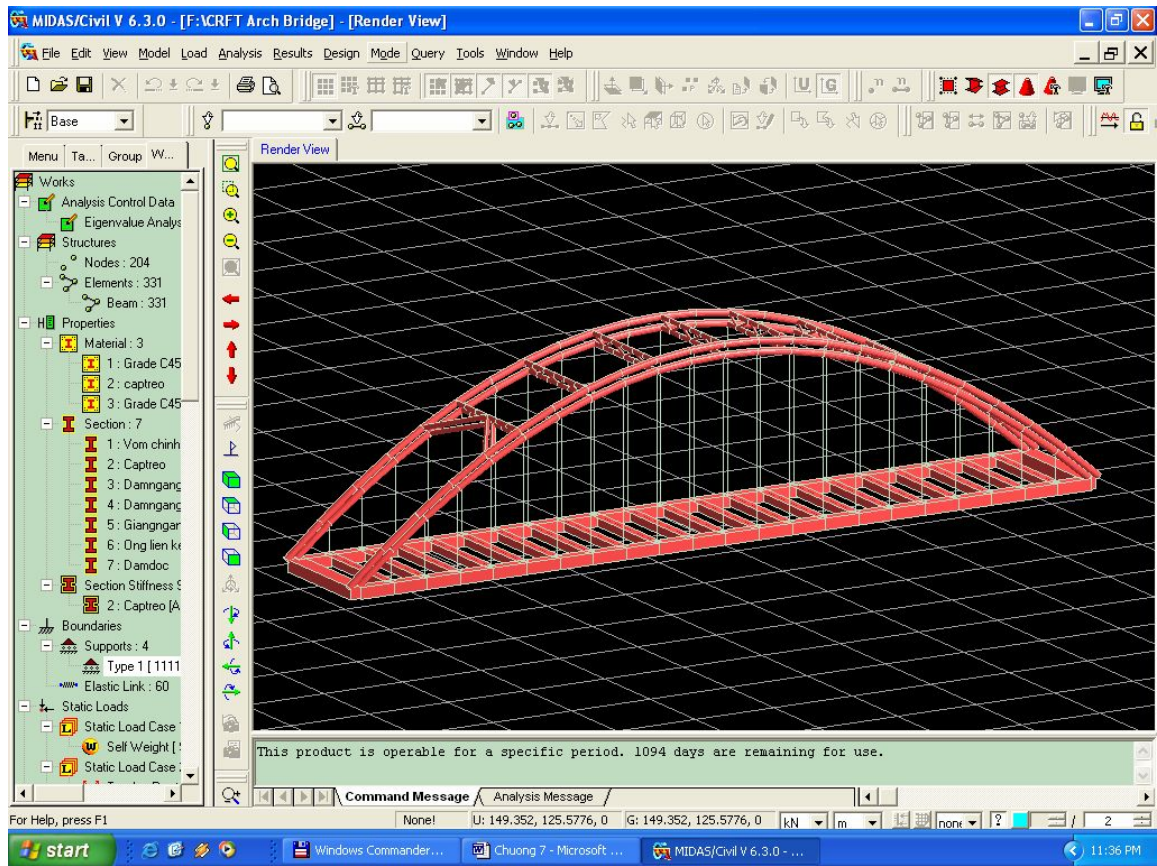 MIDAS/Civil V 6.3.0 - [F:\CRFT Arch Bridge] - [Render View]
File Edit View Model Load Analysis Results Design Mode Query Tools Window Help
Base
Menu Ta... Group W...
Render View
Works
Analysis Control Data
Eigenvalue Analys
Structures
Nodes : 204
Elements : 331
Beam : 331
Properties
Material : 3
1 : Grade C45
2 : captreo
3 : Grade C45
Section : 7
1 : Vom chinh
2 : Captreo
3 : Damngang
4 : Damngang
5 : Giangngar
6 : Ong lien ke
7 : Damdoc
Section Stiffness S
2 : Captreo [A
Boundaries
Supports : 4
Type 1 [ 1111
Elastic Link : 60
Static Loads
Static Load Case
Self Weight [
Static Load Case
This product is operable for a specific period. 1094 days are remaining for use.
Command Message Analysis Message
For Help, press F1 None! U: 149.352, 125.5776, 0 G: 149.352, 125.5776, 0 kN m none ? / 2
start Windows Commander... Chuong 7 - Microsoft ... MIDAS/Civil V 6.3.0 - ... 11:36 PM